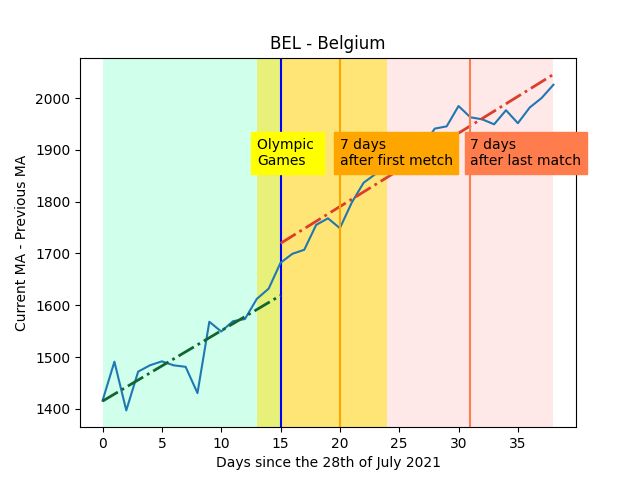 BEL - Belgium
Current MA - Previous MA
2000
1900
1800
1700
1600
1500
1400
Olympic
Games
7 days
after first metch
7 days
after last match
0 5 10 15 20 25 30 35
Days since the 28th of July 2021